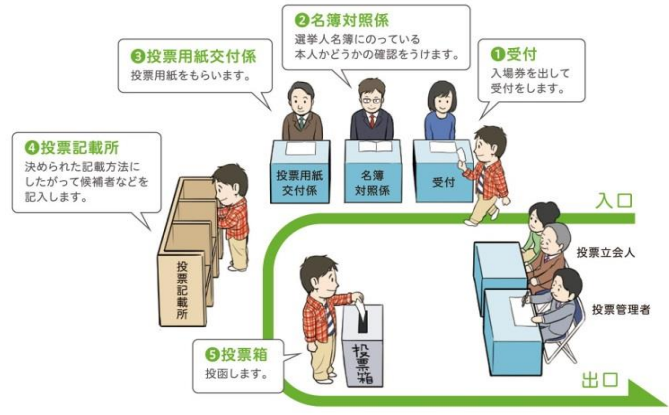 ❷名簿対照係
選挙人名簿にのっている
本人かどうかの確認をうけます。
❸投票用紙交付係
投票用紙をもらいます。
❶受付
入場券を出して
受付をします。
❹投票記載所
決められた記載方法に
したがって候補者などを
記入します。
投票用紙
交付係
名簿
対照係
受付
入口
投票記載所
投票立会人
投票管理者
❺投票箱
投函します。
投票箱
出口